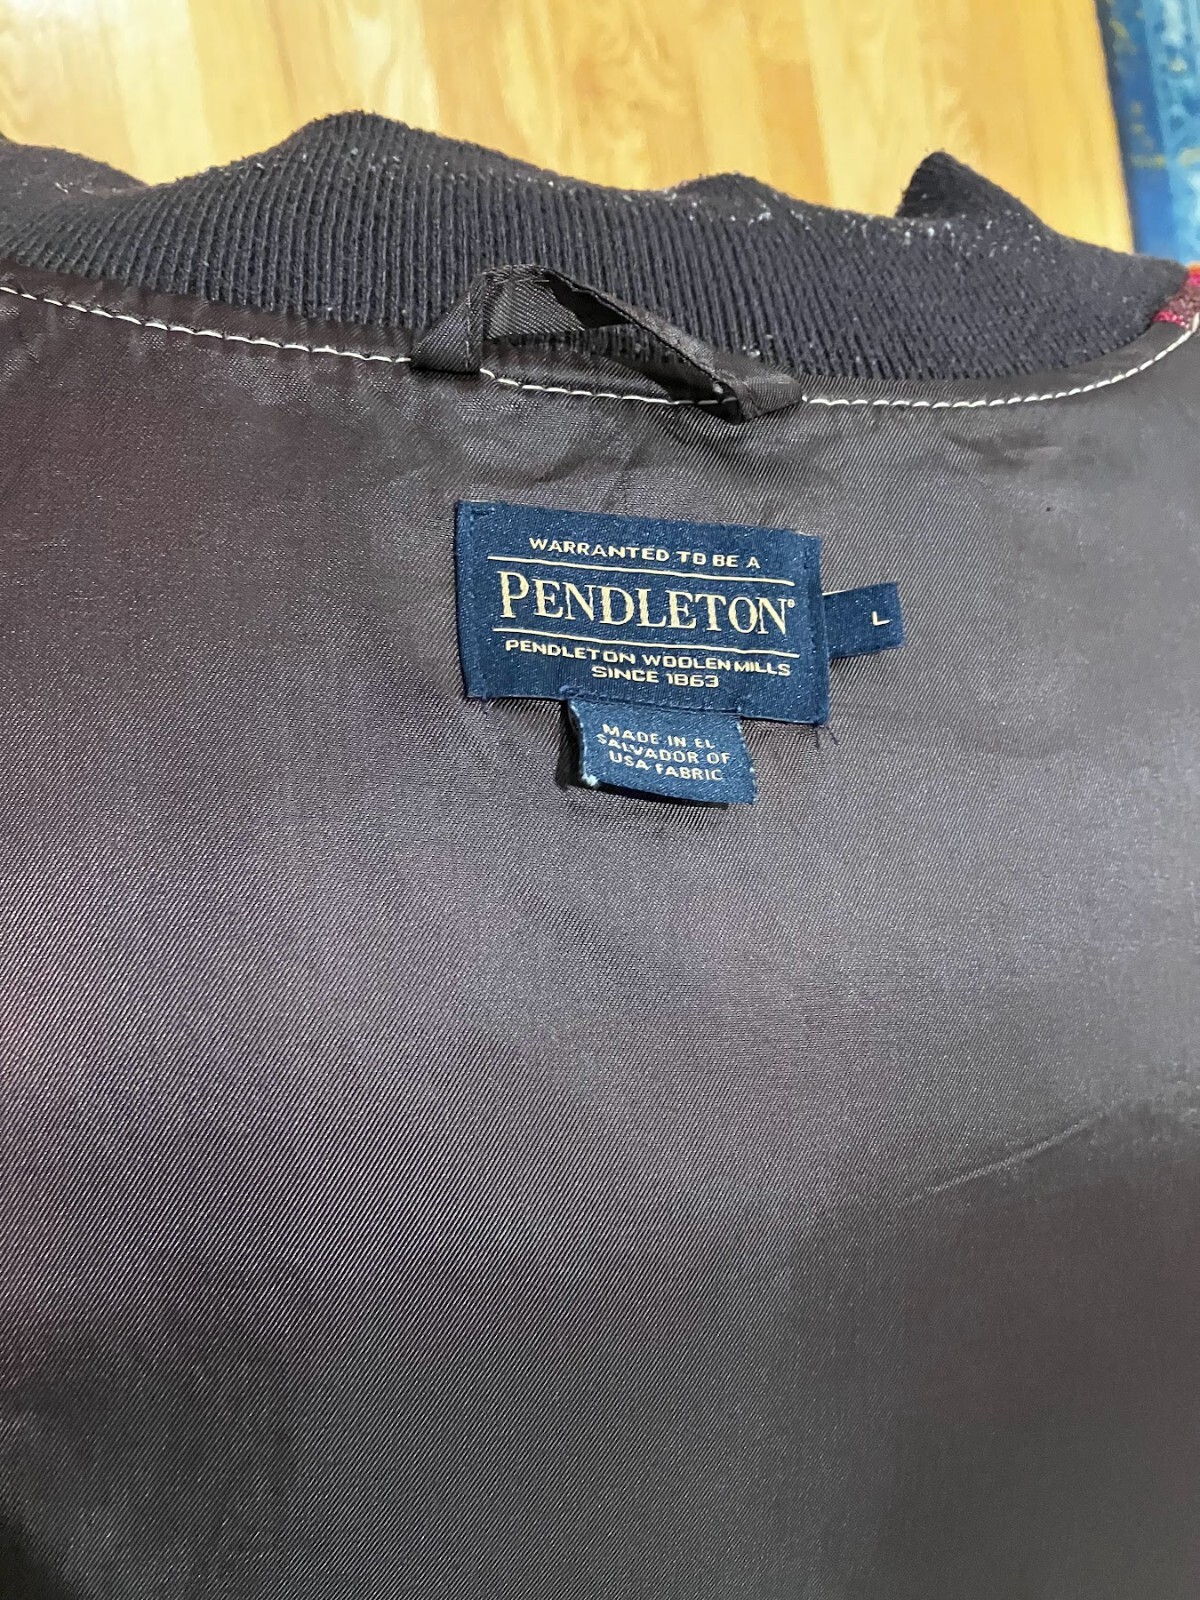 WARRANTED TO BE A
PENDLETON®
PENDLETON WOOLEN MILLS
SINCE 1863
L
MADE IN EL
SALVADOR OF
USA FABRIC